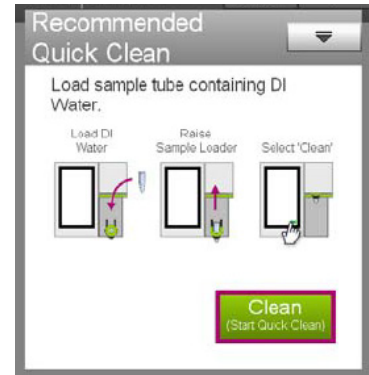 Recommended
Quick Clean
Load sample tube containing DI
Water.
Load DI
Water
Raise
Sample Loader
Select 'Clean'
Clean
(Start Quick Clean)